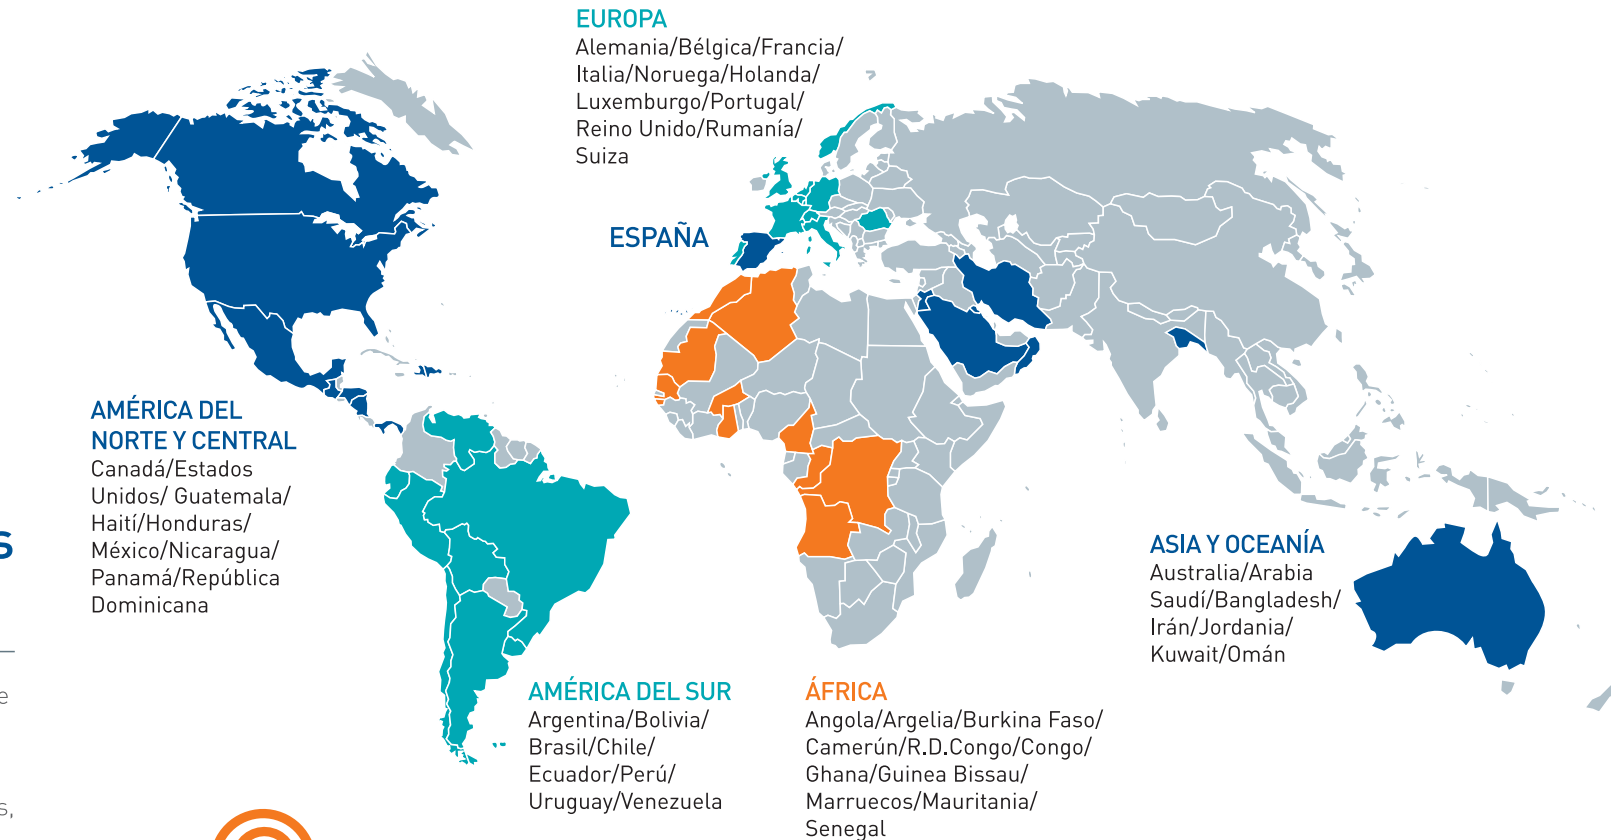 EUROPA
Alemania/Bélgica/Francia/
Italia/Noruega/Holanda/
Luxemburgo/Portugal/
Reino Unido/Rumanía/
Suiza
ESPAÑA
AMÉRICA DEL
NORTE Y CENTRAL
Canadá/Estados
Unidos/ Guatemala/
Haití/Honduras/
México/Nicaragua/
Panamá/República
Dominicana
ASIA Y OCEANÍA
Australia/Arabia
Saudí/Bangladesh/
Irán/Jordania/
Kuwait/Omán
AMÉRICA DEL SUR
Argentina/Bolivia/
Brasil/Chile/
Ecuador/Perú/
Uruguay/Venezuela
ÁFRICA
Angola/Argelia/Burkina Faso/
Camerún/R.D.Congo/Congo/
Ghana/Guinea Bissau/
Marruecos/Mauritania/
Senegal